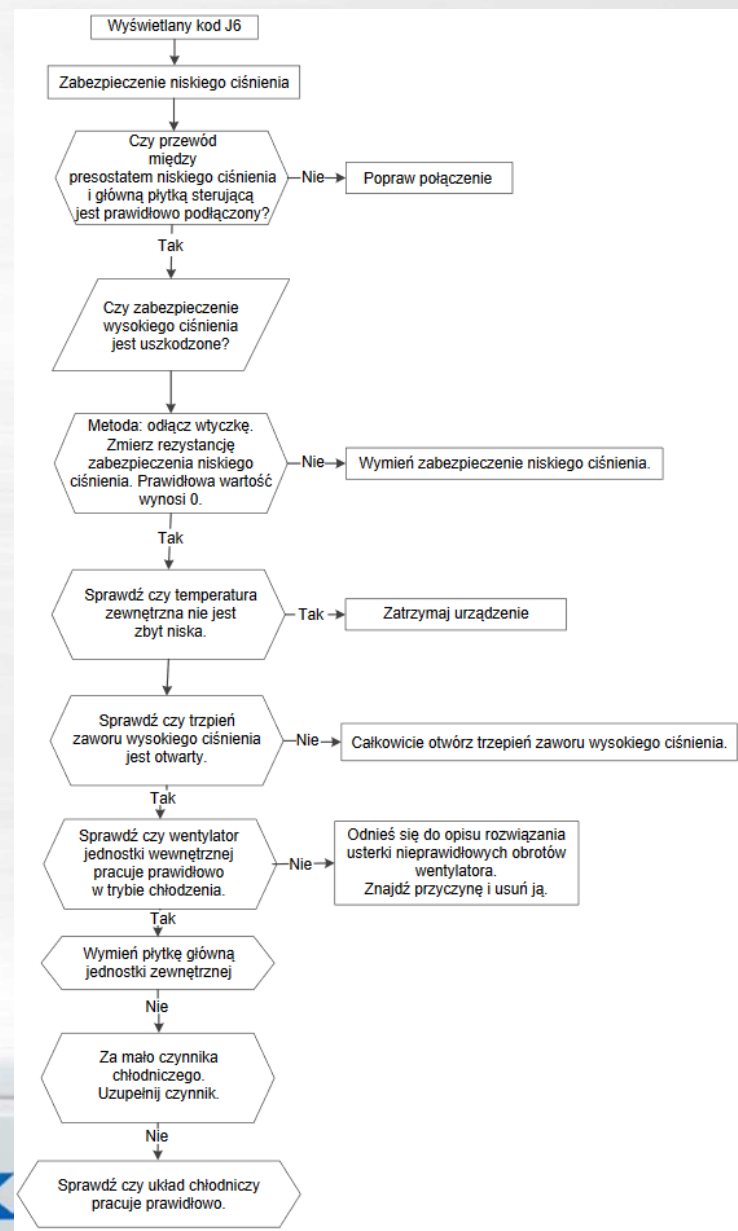 Wyświetlany kod J6
Zabezpieczenie niskiego ciśnienia
Czy przewód
między
presostatem niskiego ciśnienia
i główną płytką sterującą
jest prawidłowo podłączony?
Nie
Popraw połączenie
Tak
Czy zabezpieczenie
wysokiego ciśnienia
jest uszkodzone?
Metoda: odłącz wtyczkę.
Zmierz rezystancję
zabezpieczenia niskiego
ciśnienia. Prawidłowa wartość
wynosi 0.
Nie
Wymień zabezpieczenie niskiego ciśnienia.
Tak
Sprawdź czy temperatura
zewnętrzna nie jest
zbyt niska.
Tak
Zatrzymaj urządzenie
Sprawdź czy trzpień
zaworu wysokiego ciśnienia
jest otwarty.
Nie
Całkowicie otwórz trzepień zaworu wysokiego ciśnienia.
Tak
Sprawdź czy wentylator
jednostki wewnętrznej
pracuje prawidłowo
w trybie chłodzenia.
Nie
Odnieś się do opisu rozwiązania
usterki nieprawidłowych obrotów
wentylatora.
Znajdź przyczynę i usuń ją.
Tak
Wymień płytkę główną
jednostki zewnętrznej
Nie
Za mało czynnika
chłodniczego.
Uzupełnij czynnik.
Nie
Sprawdź czy układ chłodniczy
pracuje prawidłowo.